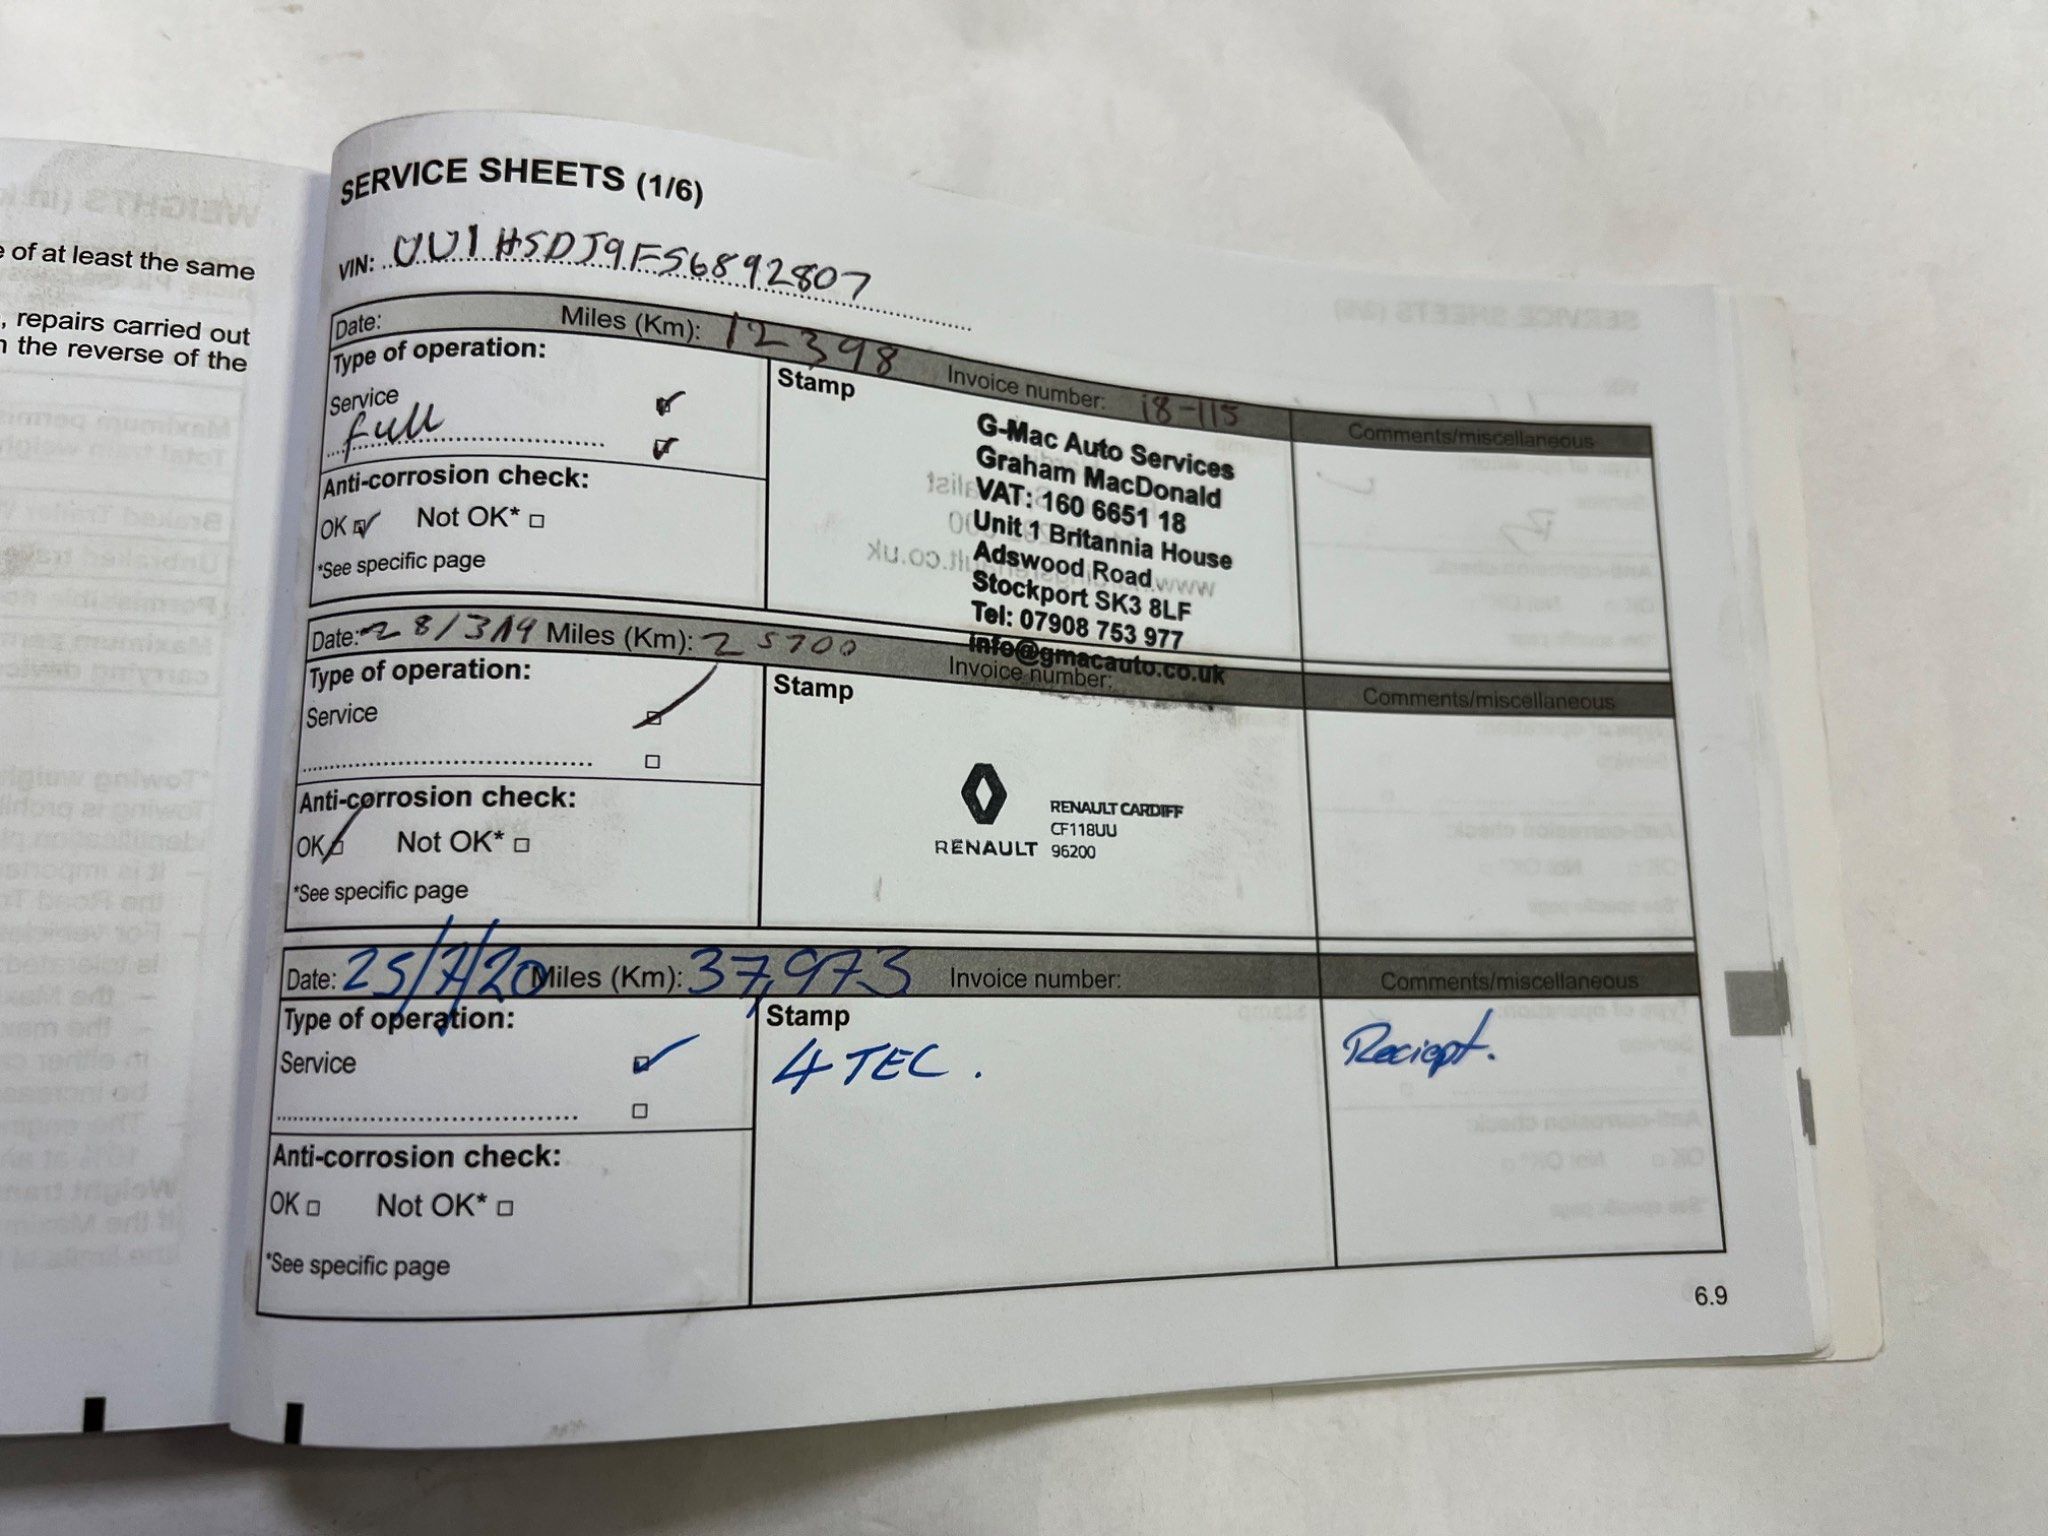 e of at least the same
, repairs carried out
n the reverse of the
SERVICE SHEETS (1/6)
VIN: UU1HSDJ9F56892807
Date: Miles (Km): 12398 Invoice number: 18-115 Comments/miscellaneous
Type of operation:
Service
full
Anti-corrosion check:
OK Not OK*
*See specific page
Stamp
G-Mac Auto Services
Graham MacDonald
VAT: 160 6651 18
Unit 1 Britannia House
Adswood Road
Stockport SK3 8LF
Tel: 07908 753 977
info@gmacauto.co.uk
Date: 28/3/19 Miles (Km): 25700 Invoice number: Comments/miscellaneous
Type of operation:
Service
Anti-corrosion check:
OK Not OK*
*See specific page
Stamp
RENAULT
RENAULT CARDIFF
CF118UU
96200
Date: 25/7/20 Miles (Km): 37,973 Invoice number: Comments/miscellaneous
Type of operation:
Service
Anti-corrosion check:
OK Not OK*
*See specific page
Stamp
4 TEC.
Reciept.
6.9